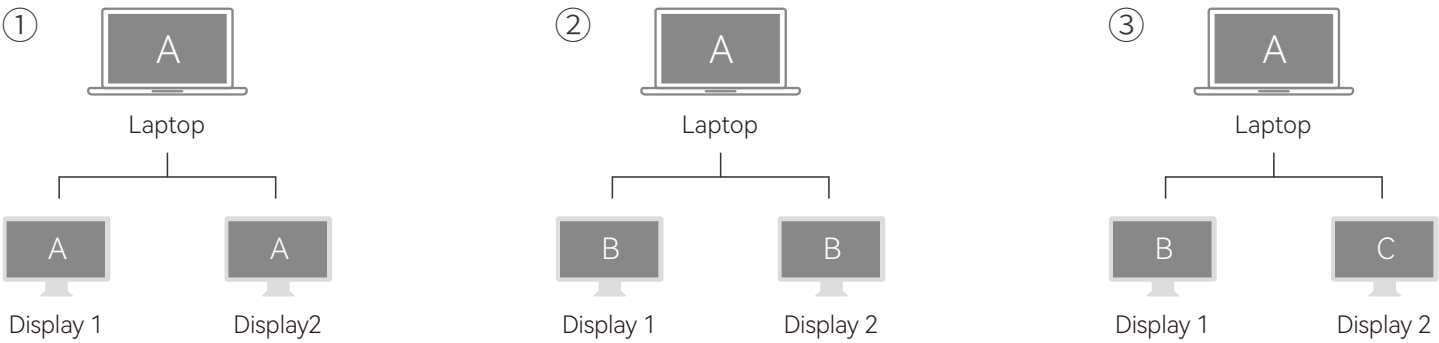 ① ② ③
A A A
Laptop Laptop Laptop
A A B B B C
Display 1 Display2 Display 1 Display 2 Display 1 Display 2